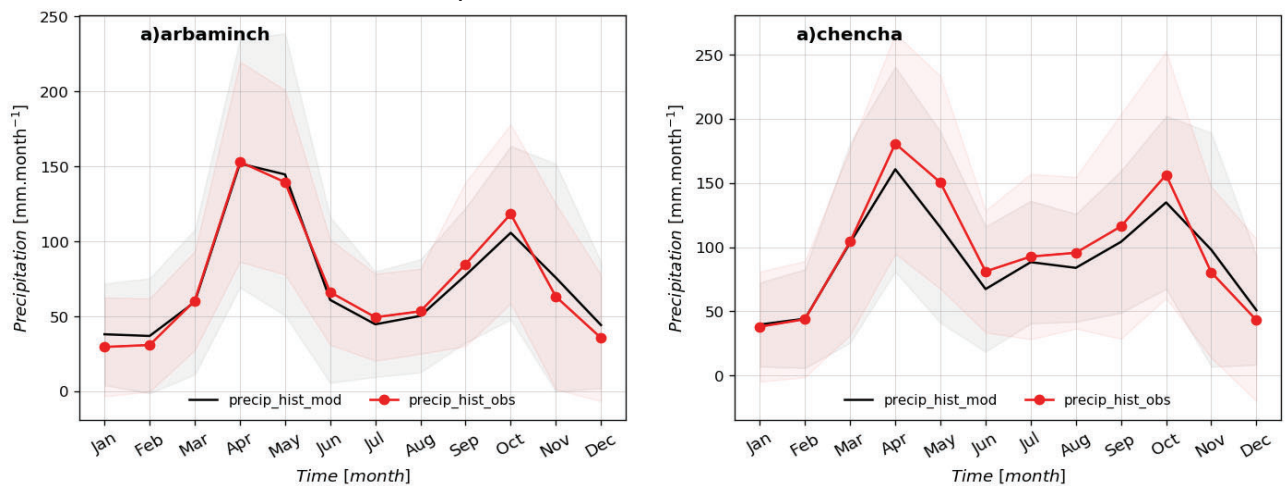 a)arbaminch
250
200
150
100
50
0
Precipitation [mm.month⁻¹]
precip_hist_mod precip_hist_obs
Jan Feb Mar Apr May Jun Jul Aug Sep Oct Nov Dec
Time [month]
a)chencha
250
200
150
100
50
0
Precipitation [mm.month⁻¹]
precip_hist_mod precip_hist_obs
Jan Feb Mar Apr May Jun Jul Aug Sep Oct Nov Dec
Time [month]